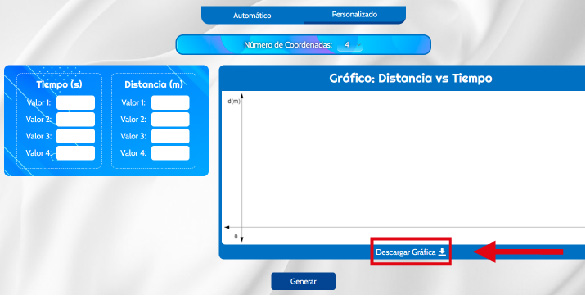 Automático
Personalizado
Número de Coordenadas: 4
Tiempo (s)
Valor 1:
Valor 2:
Valor 3:
Valor 4:
Distancia (m)
Valor 1:
Valor 2:
Valor 3:
Valor 4:
Gráfico: Distancia vs Tiempo
d(m)
Descargar Gráfica
Generar